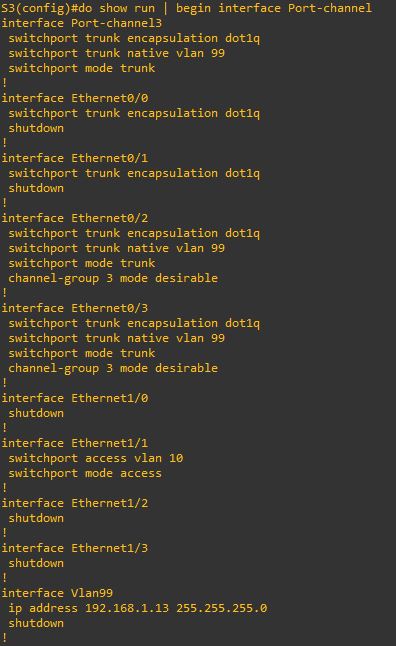 S3(config)#do show run | begin interface Port-channel
interface Port-channel3
 switchport trunk encapsulation dot1q
 switchport trunk native vlan 99
 switchport mode trunk
!
interface Ethernet0/0
 switchport trunk encapsulation dot1q
 shutdown
!
interface Ethernet0/1
 switchport trunk encapsulation dot1q
 shutdown
!
interface Ethernet0/2
 switchport trunk encapsulation dot1q
 switchport trunk native vlan 99
 switchport mode trunk
 channel-group 3 mode desirable
!
interface Ethernet0/3
 switchport trunk encapsulation dot1q
 switchport trunk native vlan 99
 switchport mode trunk
 channel-group 3 mode desirable
!
interface Ethernet1/0
 shutdown
!
interface Ethernet1/1
 switchport access vlan 10
 switchport mode access
!
interface Ethernet1/2
 shutdown
!
interface Ethernet1/3
 shutdown
!
interface Vlan99
 ip address 192.168.1.13 255.255.255.0
 shutdown
!